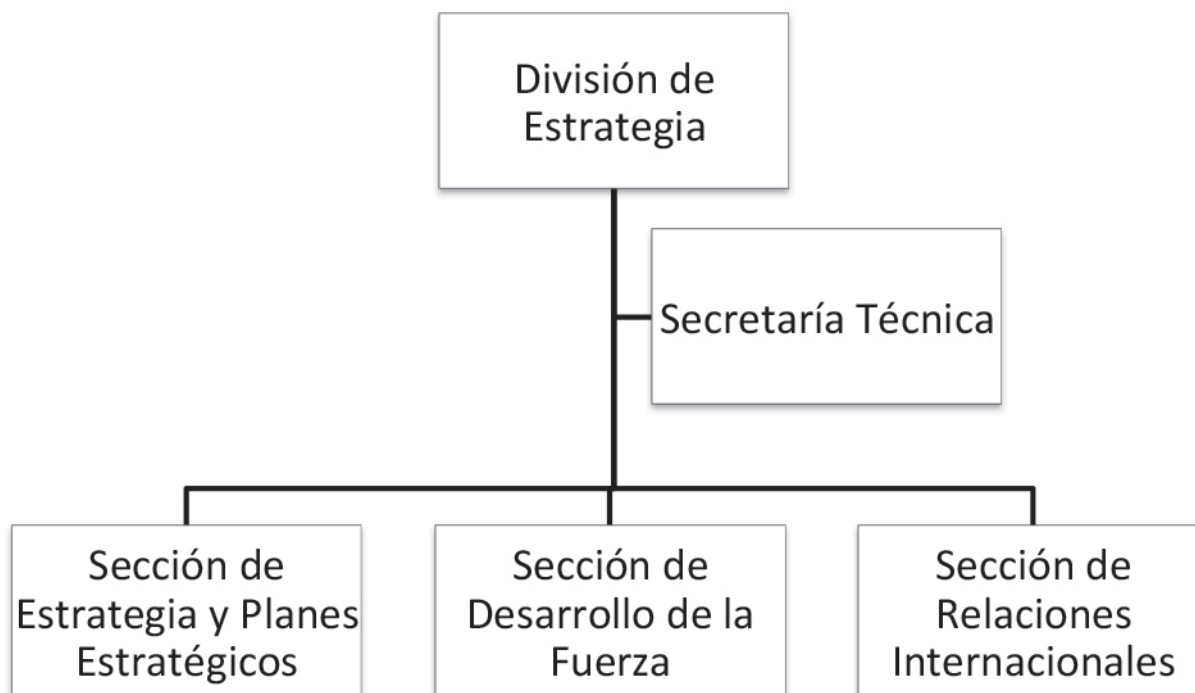 División de
Estrategia
Secretaría Técnica
Sección de
Estrategia y Planes
Estratégicos
Sección de
Desarrollo de la
Fuerza
Sección de
Relaciones
Internacionales